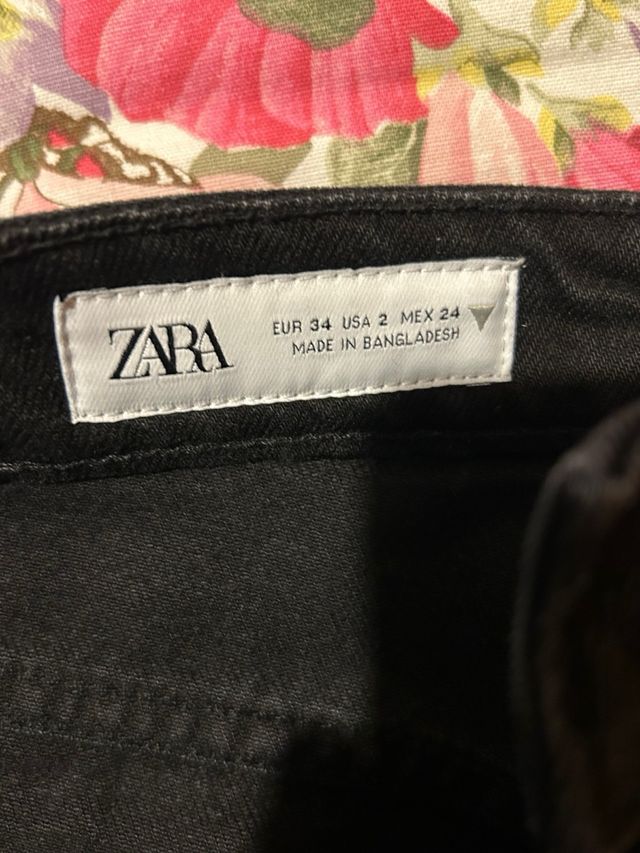 ZARA
EUR 34 USA 2 MEX 24
MADE IN BANGLADESH